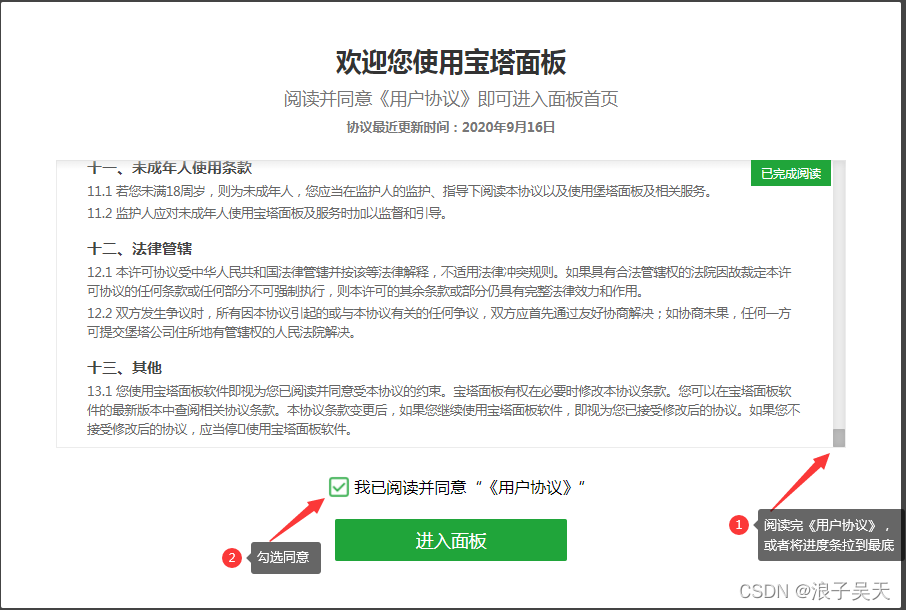 欢迎您使用宝塔面板
阅读并同意《用户协议》即可进入面板首页
协议最近更新时间：2020年9月16日
十一、未成年人使用条款
已完成阅读
11.1 若您未满18周岁，则为未成年人，您应当在监护人的监护、指导下阅读本协议以及使用堡塔面板及相关服务。
11.2 监护人应对未成年人使用宝塔面板及服务时加以监督和引导。
十二、法律管辖
12.1 本许可协议受中华人民共和国法律管辖并按该等法律解释，不适用法律冲突规则。如果具有合法管辖权的法院因故裁定本许
可协议的任何条款或任何部分不可强制执行，则本许可的其余条款或部分仍具有完整法律效力和作用。
12.2 双方发生争议时，所有因本协议引起的或与本协议有关的任何争议，双方应首先通过友好协商解决；如协商未果，任何一方
可提交堡塔公司住所地有管辖权的人民法院解决。
十三、其他
13.1 您使用宝塔面板软件即视为您已阅读并同意受本协议的约束。宝塔面板有权在必要时修改本协议条款。您可以在宝塔面板软
件的最新版本中查阅相关协议条款。本协议条款变更后，如果您继续使用宝塔面板软件，即视为您已接受修改后的协议。如果您不
接受修改后的协议，应当停▯使用宝塔面板软件。
我已阅读并同意“《用户协议》”
进入面板
2 勾选同意
1 阅读完《用户协议》，
或者将进度条拉到最底
CSDN @浪子吴天